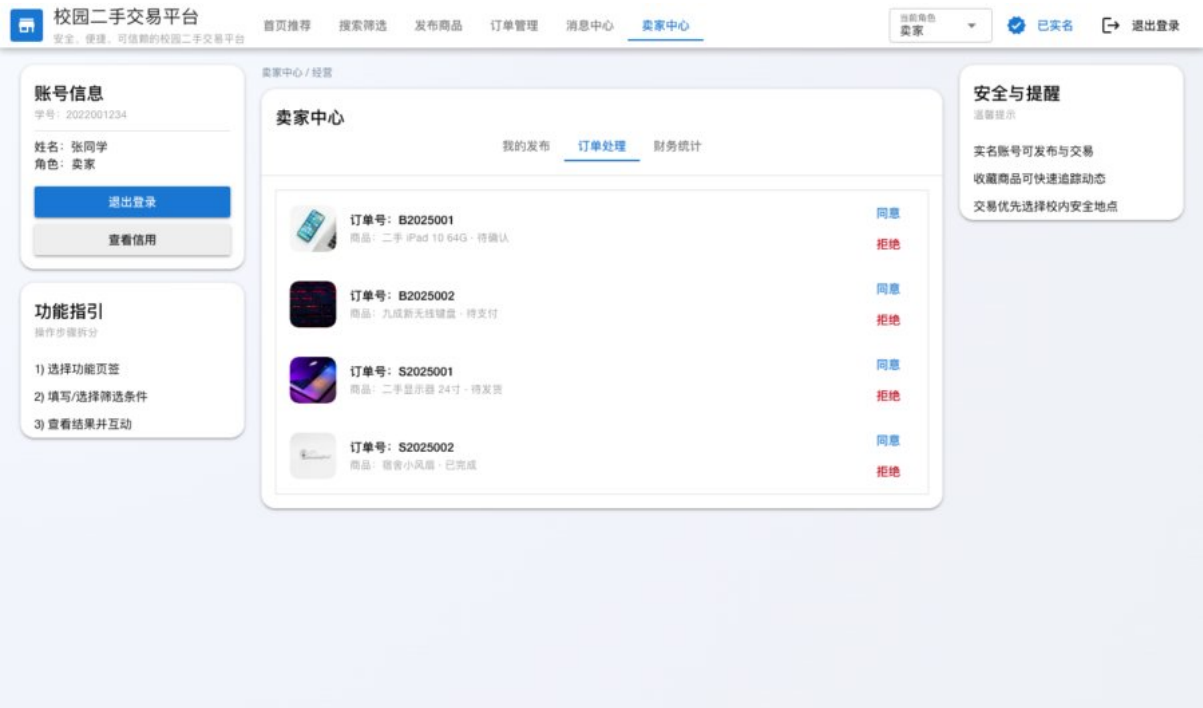 校园二手交易平台
安全、便捷、可信赖的校园二手交易平台
首页推荐 搜索筛选 发布商品 订单管理 消息中心 卖家中心
当前角色
卖家
已实名
退出登录
账号信息
学号：2022001234
姓名：张同学
角色：卖家
退出登录
查看信用
功能指引
操作步骤拆分
1) 选择功能页签
2) 填写/选择筛选条件
3) 查看结果并互动
卖家中心 / 经营
卖家中心
我的发布 订单处理 财务统计
订单号：B2025001
商品：二手 iPad 10 64G · 待确认
同意
拒绝
订单号：B2025002
商品：九成新无线键盘 · 待支付
同意
拒绝
订单号：S2025001
商品：二手显示器 24寸 · 待发货
同意
拒绝
订单号：S2025002
商品：宿舍小风扇 · 已完成
同意
拒绝
安全与提醒
温馨提示
实名账号可发布与交易
收藏商品可快速追踪动态
交易优先选择校内安全地点